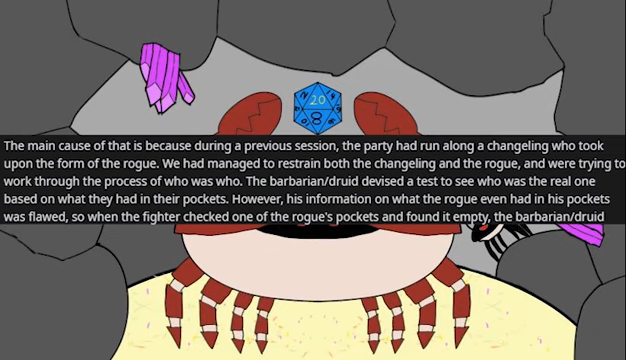 20
8
The main cause of that is because during a previous session, the party had run along a changeling who took
upon the form of the rogue. We had managed to restrain both the changeling and the rogue, and were trying to
work through the process of who was who. The barbarian/druid devised a test to see who was the real one
based on what they had in their pockets. However, his information on what the rogue even had in his pockets
was flawed, so when the fighter checked one of the rogue's pockets and found it empty, the barbarian/druid